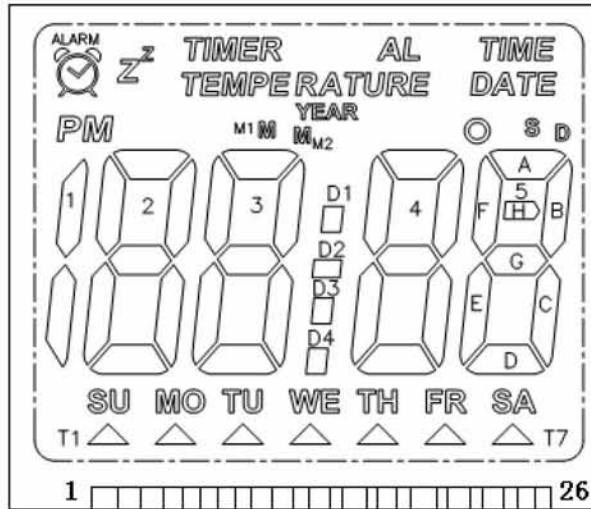 ALARM
Zz TIMER AL TIME
TEMPERATURE DATE
YEAR
PM M1 M M M2 S D
A
1 2 3 D1 4 F 5 B
H
D2 G
D3 E C
D4 D
SU MO TU WE TH FR SA
T1 T7
1 26